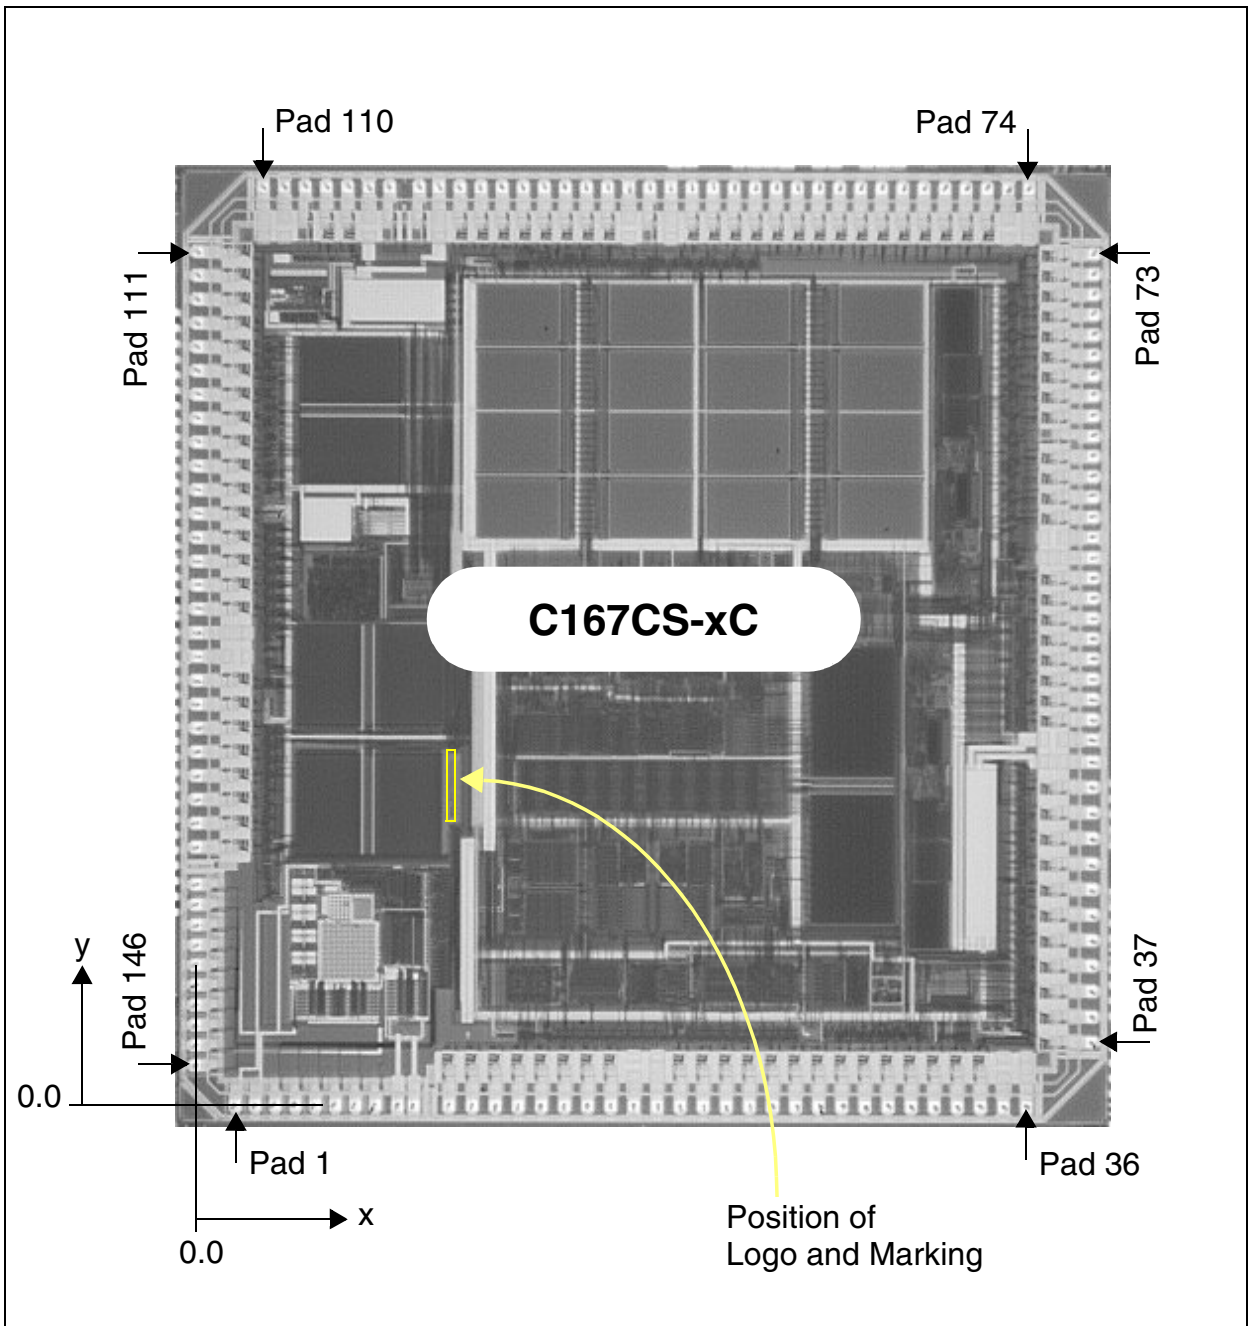 Pad 110
Pad 74
Pad 111
Pad 73
C167CS-xC
y
Pad 146
Pad 37
0.0
Pad 1
Pad 36
x
0.0
Position of
Logo and Marking